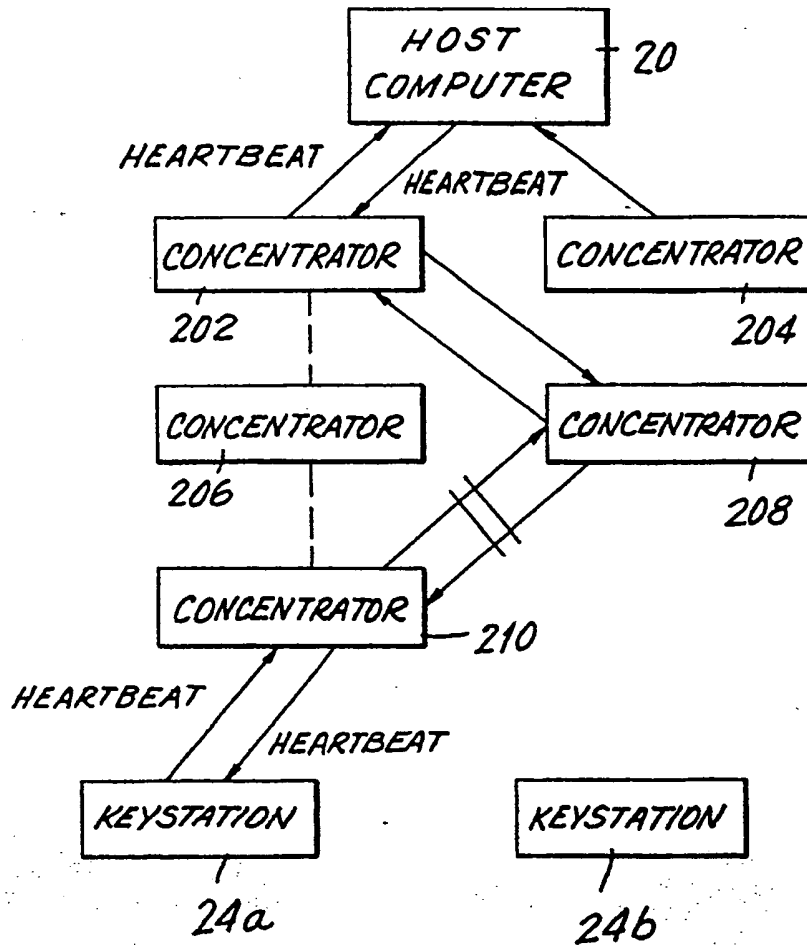 HOST
COMPUTER
20
HEARTBEAT
HEARTBEAT
CONCENTRATOR
CONCENTRATOR
202
204
CONCENTRATOR
CONCENTRATOR
206
208
CONCENTRATOR
210
HEARTBEAT
HEARTBEAT
KEYSTATION
KEYSTATION
24a
24b